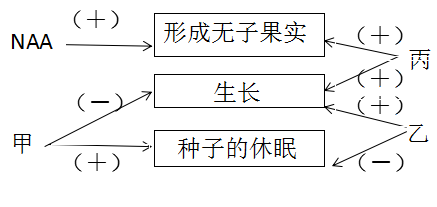 (+) (+)
NAA 形成无子果实 丙
(+)
(—) 生长 (+)
甲 乙
(+) 种子的休眠 (—)